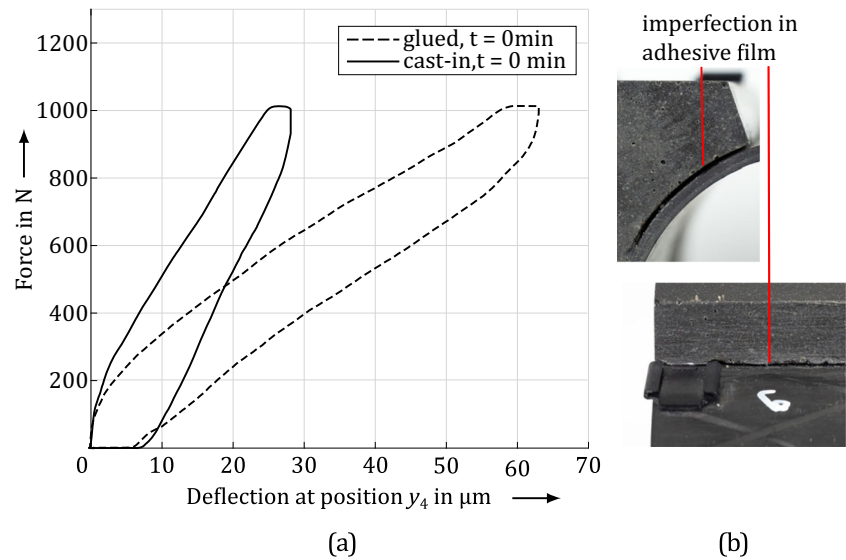 imperfection in
adhesive film
1200
1000
800
600
400
200
glued, t = 0min
cast-in,t = 0 min
Force in N
0
10
20
30
40
50
60
70
Deflection at position y₄ in μm
6
(a)
(b)